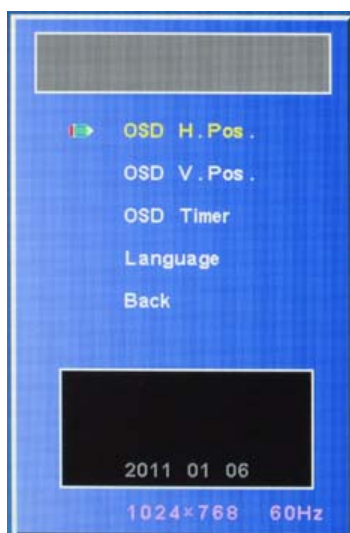 OSD H.Pos.
OSD V.Pos.
OSD Timer
Language
Back
2011 01 06
1024×768 60Hz